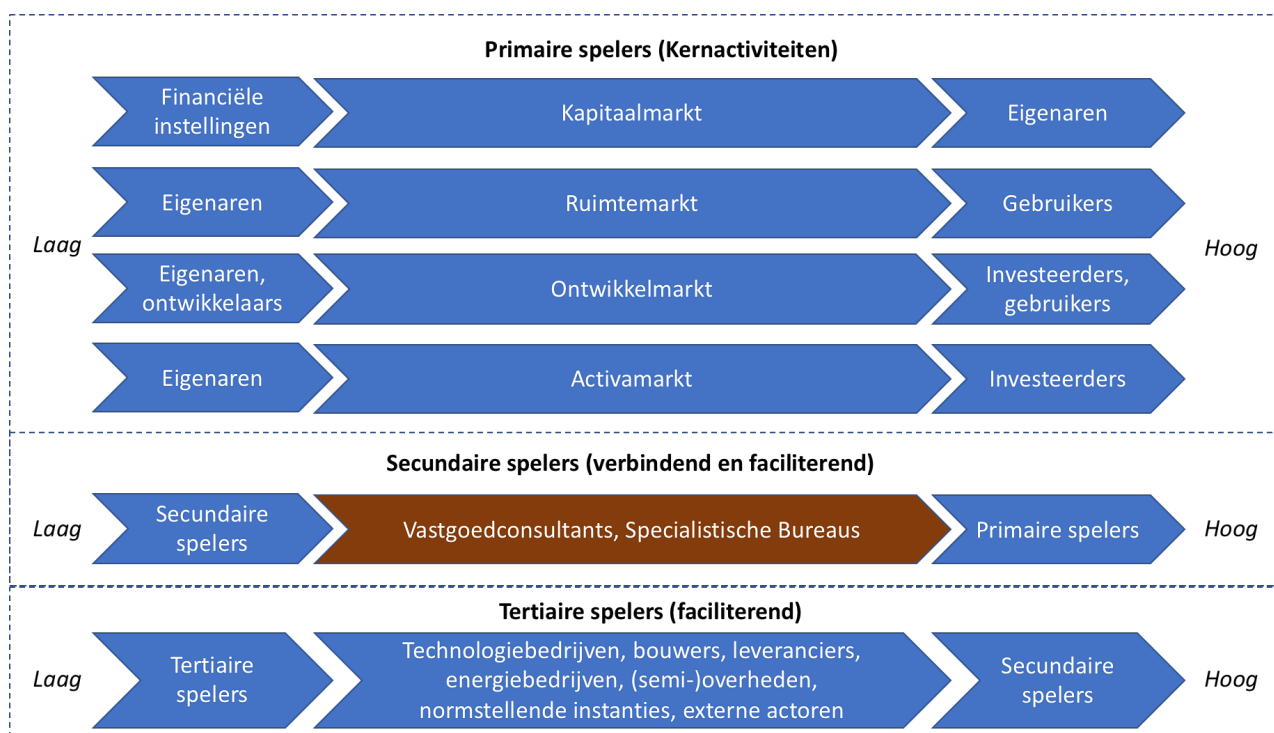 Primaire spelers (Kernactiviteiten)
Financiële
instellingen
Kapitaalmarkt
Eigenaren
Eigenaren
Ruimtemarkt
Gebruikers
Laag
Hoog
Eigenaren,
ontwikkelaars
Ontwikkelmarkt
Investeerders,
gebruikers
Eigenaren
Activamarkt
Investeerders
Secundaire spelers (verbindend en faciliterend)
Laag
Secundaire
spelers
Vastgoedconsultants, Specialistische Bureaus
Primaire spelers
Hoog
Tertiaire spelers (faciliterend)
Laag
Tertiaire
spelers
Technologiebedrijven, bouwers, leveranciers,
energiebedrijven, (semi-)overheden,
normstellende instanties, externe actoren
Secundaire
spelers
Hoog